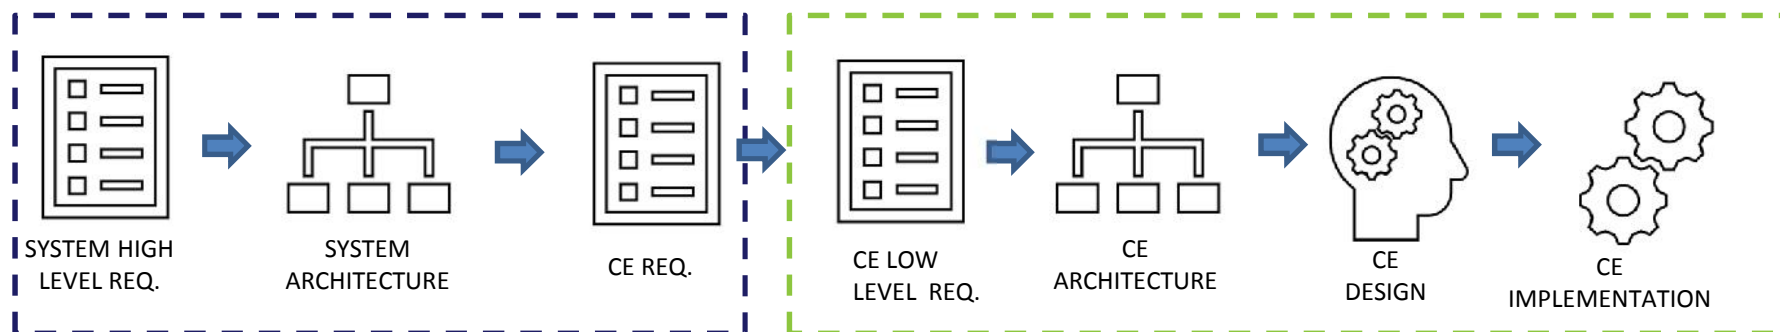 SYSTEM HIGH
LEVEL REQ.
SYSTEM
ARCHITECTURE
CE REQ.
CE LOW
LEVEL REQ.
CE
ARCHITECTURE
CE
DESIGN
CE
IMPLEMENTATION